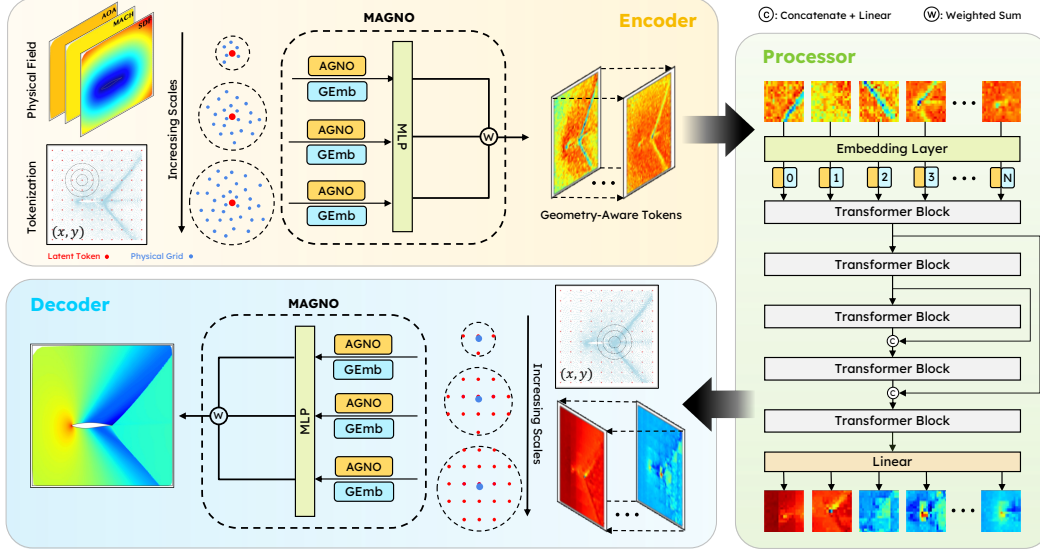 MAGNO
Encoder
Physical Field
AOA
MACH
SDF
Tokenization
(x, y)
Latent Token
Physical Grid
Increasing Scales
AGNO
GEmb
AGNO
GEmb
AGNO
GEmb
MLP
W
Geometry-Aware Tokens
C : Concatenate + Linear
W : Weighted Sum
Processor
Embedding Layer
0
1
2
3
N
Transformer Block
Transformer Block
Transformer Block
C
Transformer Block
C
Transformer Block
Linear
Decoder
MAGNO
W
MLP
AGNO
GEmb
AGNO
GEmb
AGNO
GEmb
Increasing Scales
(x, y)